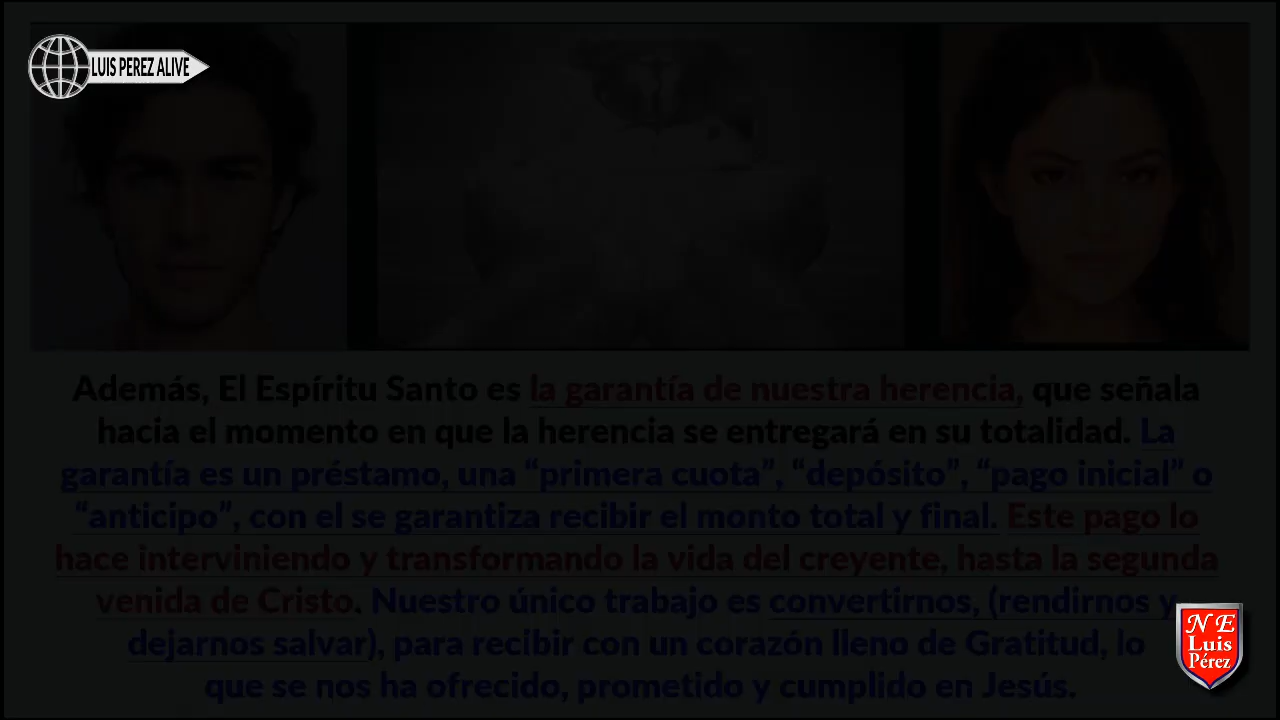 LUIS PEREZ ALIVE
Además, El Espíritu Santo es la garantía de nuestra herencia, que señala
hacia el momento en que la herencia se entregará en su totalidad. La
garantía es un préstamo, una “primera cuota”, “depósito”, “pago inicial” o
“anticipo”, con el se garantiza recibir el monto total y final. Este pago lo
hace interviniendo y transformando la vida del creyente, hasta la segunda
venida de Cristo. Nuestro único trabajo es convertirnos, (rendirnos y
dejarnos salvar), para recibir con un corazón lleno de Gratitud, lo
que se nos ha ofrecido, prometido y cumplido en Jesús.
N E
Luis
Pérez